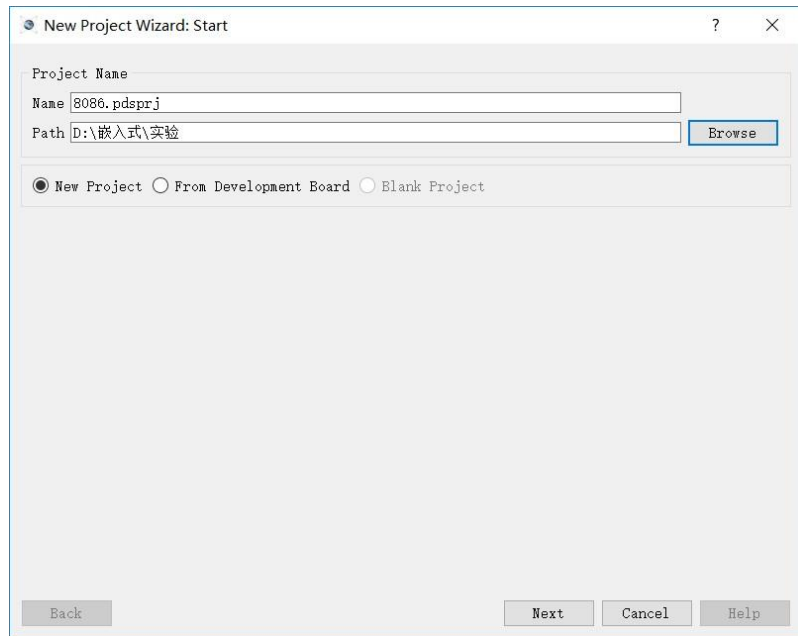 New Project Wizard: Start
?
Project Name
Name 8086.pdsprj
Path D:\嵌入式\实验 Browse
New Project From Development Board Blank Project
Back Next Cancel Help